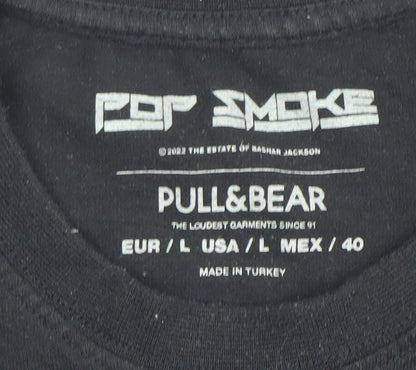 POP SMOKE
©2022 THE ESTATE OF BASHAR JACKSON
PULL&BEAR
THE LOUDEST GARMENTS SINCE 91
EUR / L USA / L MEX / 40
MADE IN TURKEY